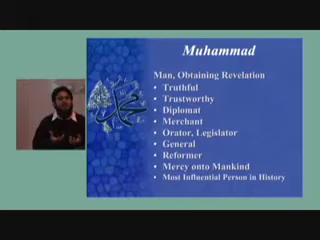 Muhammad
Man, Obtaining Revelation
• Truthful
• Trustworthy
• Diplomat
• Merchant
• Orator, Legislator
• General
• Reformer
• Mercy onto Mankind
• Most Influential Person in History
محمد